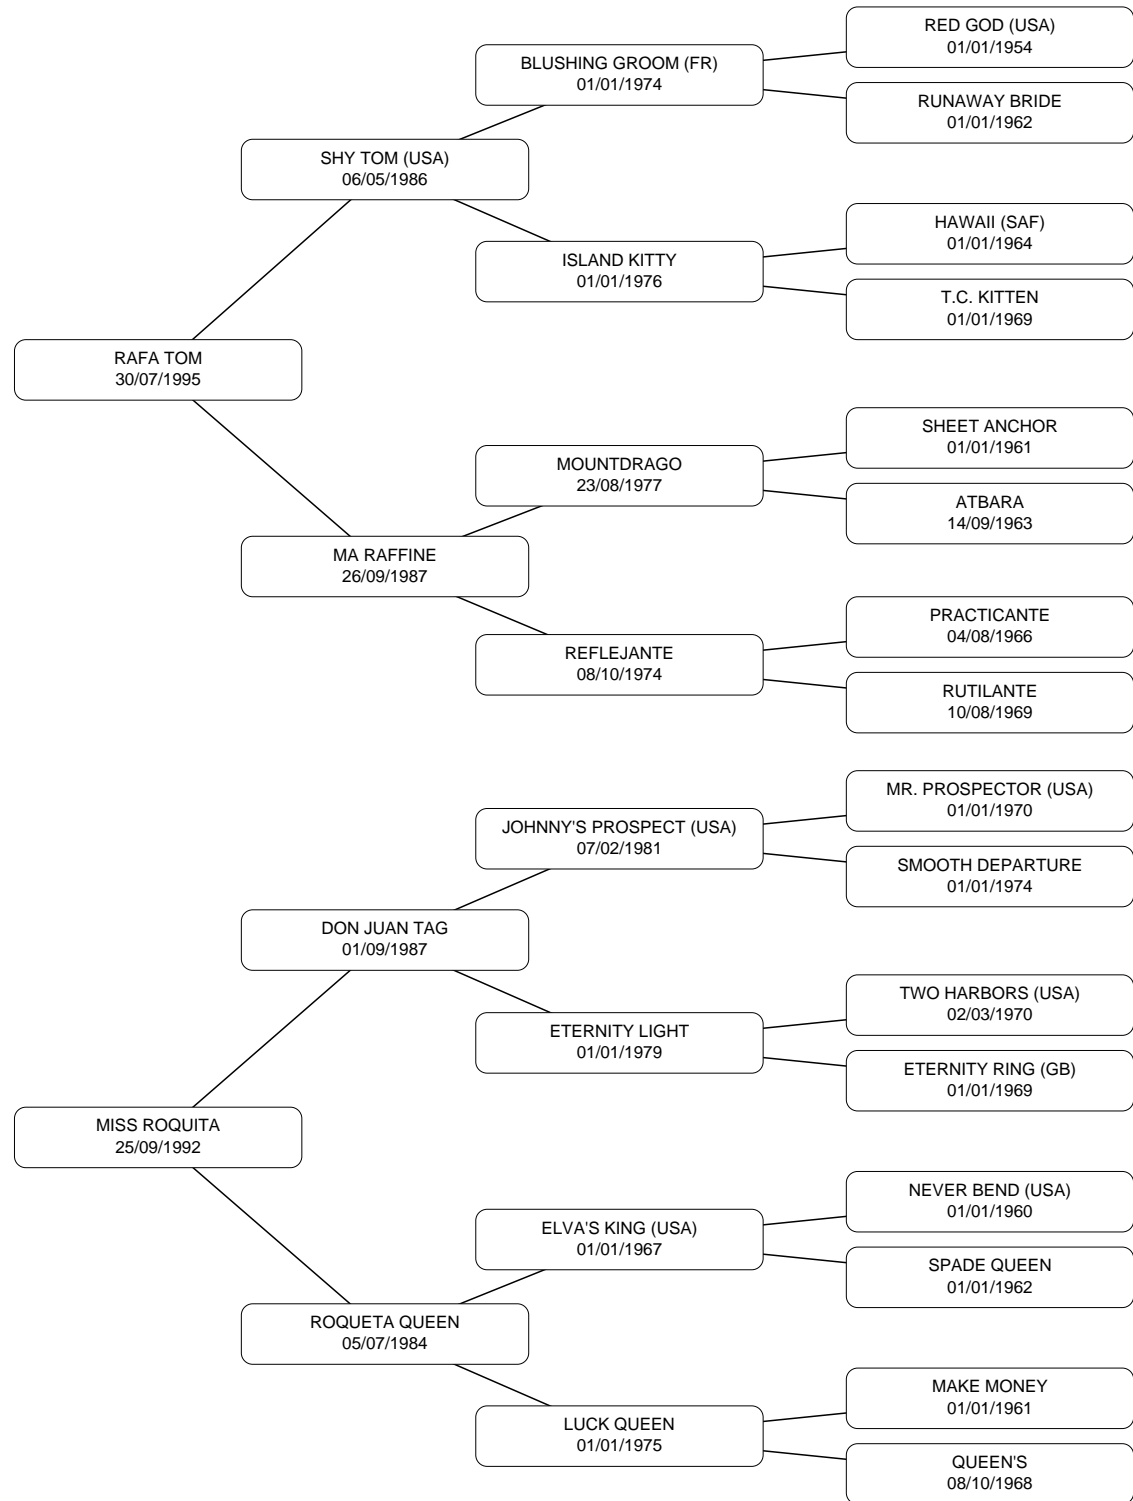 RED GOD (USA)
01/01/1954
BLUSHING GROOM (FR)
01/01/1974
RUNAWAY BRIDE
01/01/1962
SHY TOM (USA)
06/05/1986
HAWAII (SAF)
01/01/1964
ISLAND KITTY
01/01/1976
T.C. KITTEN
01/01/1969
RAFA TOM
30/07/1995
SHEET ANCHOR
01/01/1961
MOUNTDRAGO
23/08/1977
ATBARA
14/09/1963
MA RAFFINE
26/09/1987
PRACTICANTE
04/08/1966
REFLEJANTE
08/10/1974
RUTILANTE
10/08/1969
MR. PROSPECTOR (USA)
01/01/1970
JOHNNY'S PROSPECT (USA)
07/02/1981
SMOOTH DEPARTURE
01/01/1974
DON JUAN TAG
01/09/1987
TWO HARBORS (USA)
02/03/1970
ETERNITY LIGHT
01/01/1979
ETERNITY RING (GB)
01/01/1969
MISS ROQUITA
25/09/1992
NEVER BEND (USA)
01/01/1960
ELVA'S KING (USA)
01/01/1967
SPADE QUEEN
01/01/1962
ROQUETA QUEEN
05/07/1984
MAKE MONEY
01/01/1961
LUCK QUEEN
01/01/1975
QUEEN'S
08/10/1968